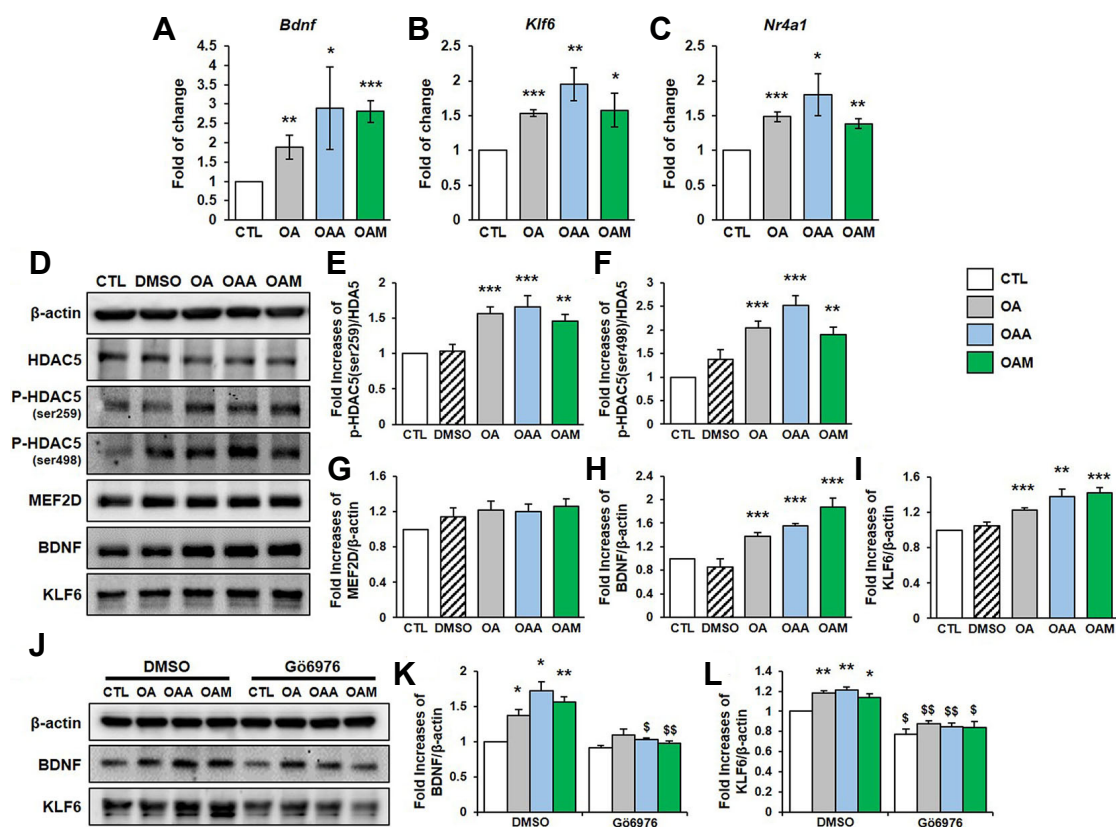 A Bdnf
Fold of change
4.5
4
3.5
3
2.5
2
1.5
1
0.5
0
** * ***
CTL OA OAA OAM
B Klf6
Fold of change
2.5
2
1.5
1
0.5
0
*** ** *
CTL OA OAA OAM
C Nr4a1
Fold of change
2.5
2
1.5
1
0.5
0
*** * **
CTL OA OAA OAM
D
CTL DMSO OA OAA OAM
β-actin
HDAC5
P-HDAC5
(ser259)
P-HDAC5
(ser498)
MEF2D
BDNF
KLF6
E
Fold Increases of
p-HDAC5(ser259)/HDA5
2
1.5
1
0.5
0
*** *** **
CTL DMSO OA OAA OAM
F
Fold Increases of
p-HDAC5(ser498)/HDA5
3
2.5
2
1.5
1
0.5
0
*** *** **
CTL DMSO OA OAA OAM
CTL
OA
OAA
OAM
G
Fold Increases of
MEF2D/β-actin
1.6
1.2
0.8
0.4
0
CTL DMSO OA OAA OAM
H
Fold Increases of
BDNF/β-actin
2.4
2
1.6
1.2
0.8
0.4
0
*** *** ***
CTL DMSO OA OAA OAM
I
Fold Increases of
KLF6/β-actin
1.6
1.2
0.8
0.4
0
*** ** ***
CTL DMSO OA OAA OAM
J
DMSO Gö6976
CTL OA OAA OAM CTL OA OAA OAM
β-actin
BDNF
KLF6
K
Fold Increases of
BDNF/β-actin
2
1.5
1
0.5
0
* * ** $ $$
DMSO Gö6976
L
Fold Increases of
KLF6/β-actin
1.4
1.2
1
0.8
0.6
0.4
0.2
0
** ** * $ $$ $$ $
DMSO Gö6976